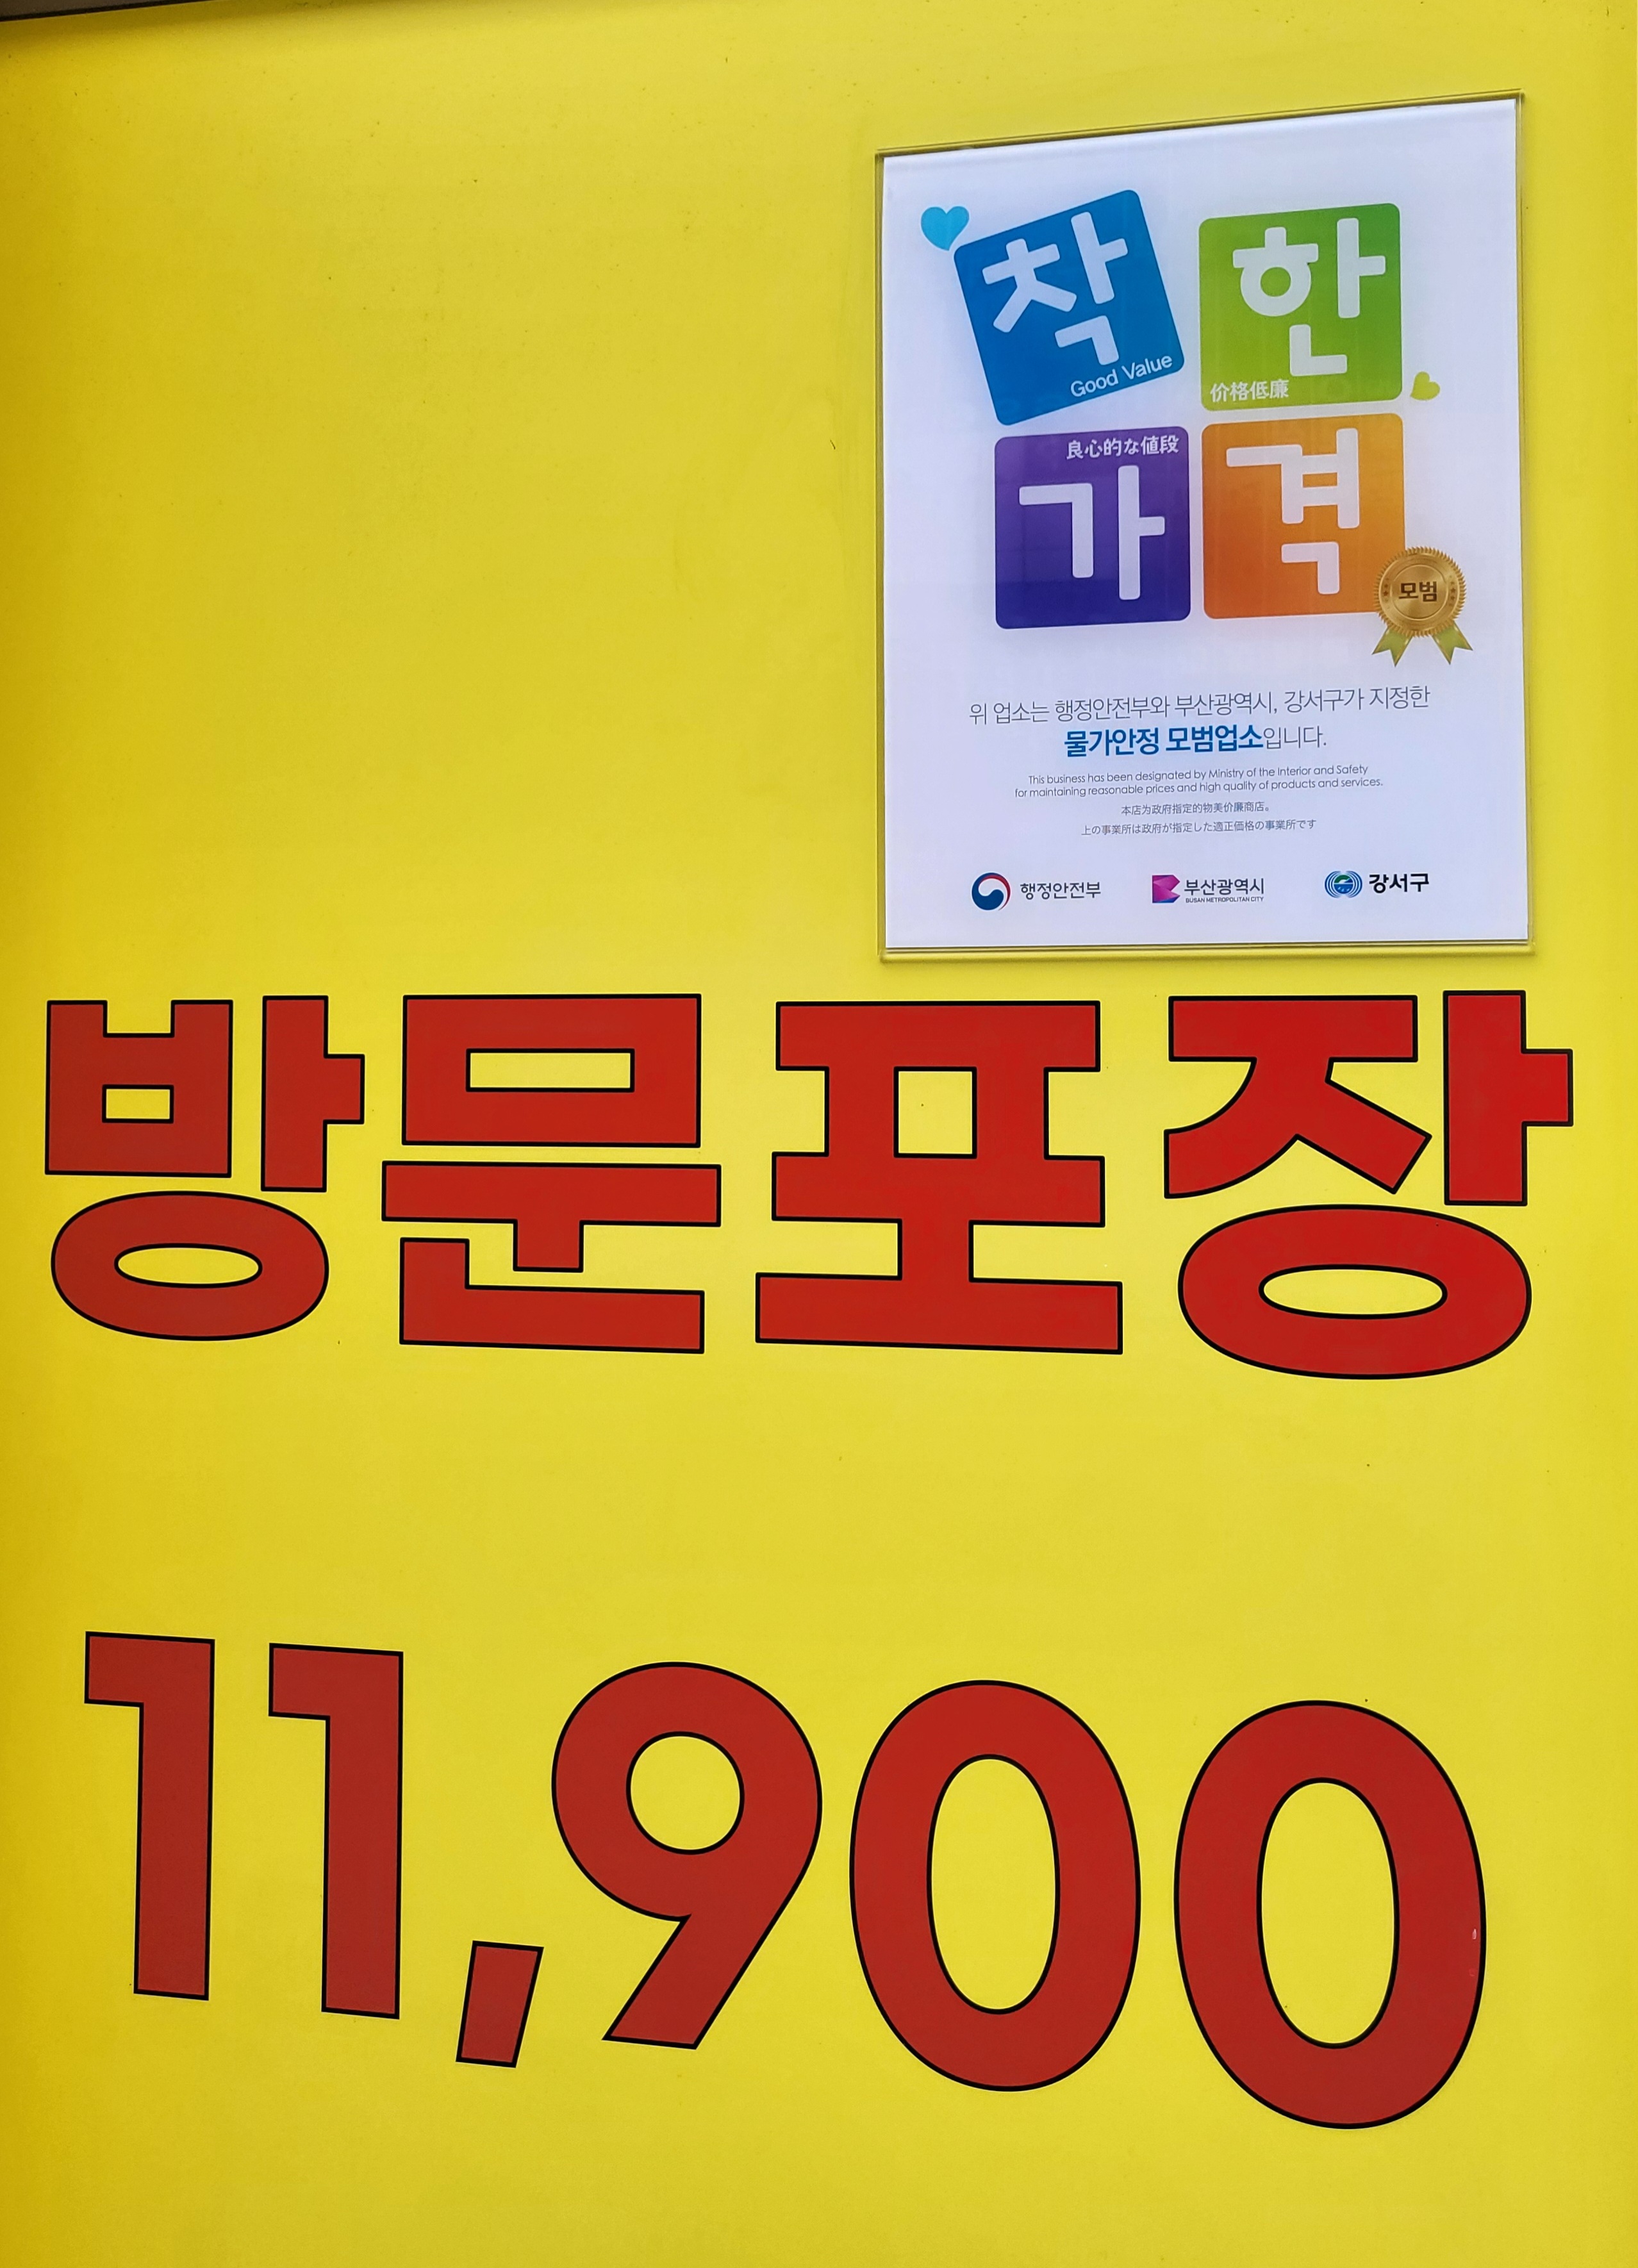 착한
Good Value
价格低廉
良心的な値段
가격
모범
위 업소는 행정안전부와 부산광역시, 강서구가 지정한
물가안정 모범업소입니다.
This business has been designated by Ministry of the Interior and Safety
for maintaining reasonable prices and high quality of products and services.
本店为政府指定的物美价廉商店。
上の事業所は政府が指定した適正価格の事業所です
행정안전부 부산광역시 강서구
BUSAN METROPOLITAN CITY
방문포장
11,900